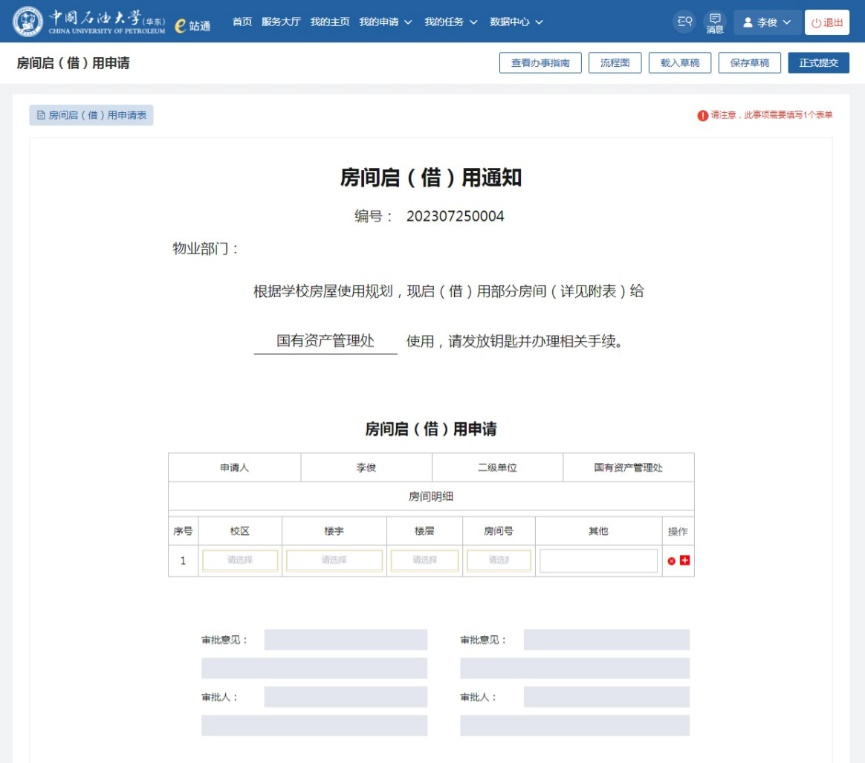 中国石油大学(华东) e站通 首页 服务大厅 我的主页 我的申请 我的任务 数据中心 消息 李俊 退出
CHINA UNIVERSITY OF PETROLEUM
房间启（借）用申请 查看办事指南 流程图 载入草稿 保存草稿 正式提交
房间启（借）用申请表 请注意，此事项需要填写1个表单
房间启（借）用通知
编号： 202307250004
物业部门：
根据学校房屋使用规划，现启（借）用部分房间（详见附表）给
国有资产管理处 使用，请发放钥匙并办理相关手续。
房间启（借）用申请
申请人 李俊 二级单位 国有资产管理处
房间明细
序号 校区 楼宇 楼层 房间号 其他 操作
1 请选择 请选择 请选择 请选
审批意见： 审批意见：
审批人： 审批人：